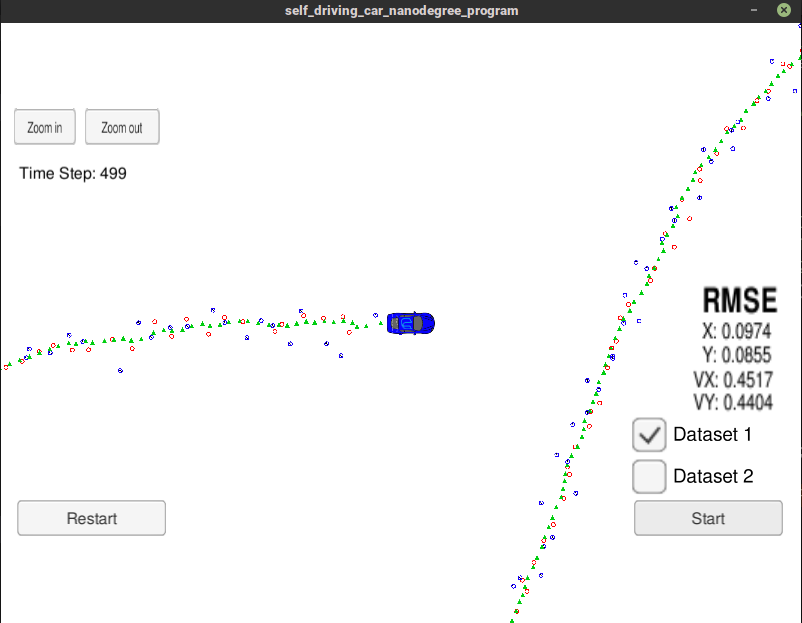 self_driving_car_nanodegree_program
Zoom in
Zoom out
Time Step: 499
RMSE
X: 0.0974
Y: 0.0855
VX: 0.4517
VY: 0.4404
Dataset 1
Dataset 2
Restart
Start